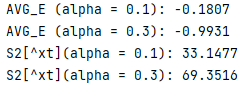 AVG_E (alpha = 0.1): -0.1807
AVG_E (alpha = 0.3): -0.9931
S2[^xt](alpha = 0.1): 33.1477
S2[^xt](alpha = 0.3): 69.3516